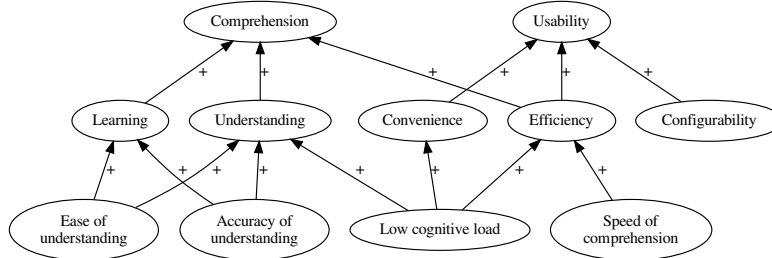 Comprehension
Usability
+
+
+
+
+
+
Learning
Understanding
Convenience
Efficiency
Configurability
+
+
+
+
+
+
+
+
Ease of
understanding
Accuracy of
understanding
Low cognitive load
Speed of
comprehension